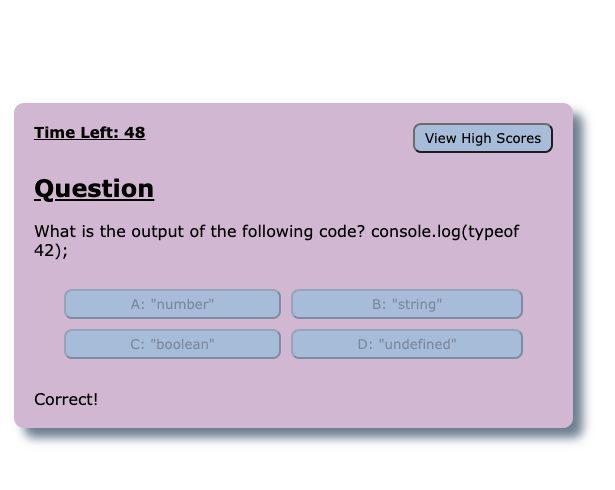 Time Left: 48
View High Scores
Question
What is the output of the following code? console.log(typeof
42);
A: "number"
B: "string"
C: "boolean"
D: "undefined"
Correct!